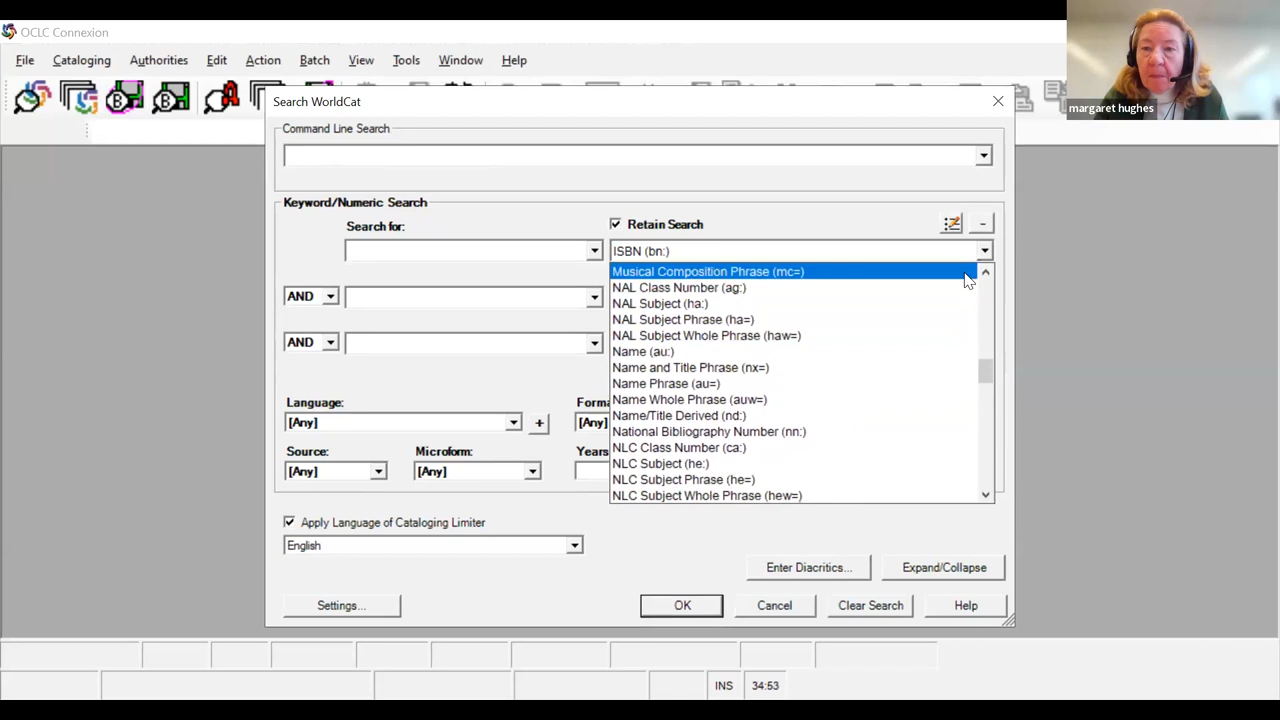 OCLC Connexion
File Cataloging Authorities Edit Action Batch View Tools Window Help
margaret hughes
Search WorldCat
Command Line Search
Keyword/Numeric Search
Search for:
Retain Search
-
ISBN (bn:)
Musical Composition Phrase (mc=)
NAL Class Number (ag:)
NAL Subject (ha:)
NAL Subject Phrase (ha=)
NAL Subject Whole Phrase (haw=)
Name (au:)
Name and Title Phrase (nx=)
Name Phrase (au=)
Name Whole Phrase (auw=)
Name/Title Derived (nd:)
National Bibliography Number (nn:)
NLC Class Number (ca:)
NLC Subject (he:)
NLC Subject Phrase (he=)
NLC Subject Whole Phrase (hew=)
AND
AND
Language:
[Any]
+
Forma
[Any]
Source:
[Any]
Microform:
[Any]
Years
Apply Language of Cataloging Limiter
English
Enter Diacritics... Expand/Collapse
Settings... OK Cancel Clear Search Help
INS 34:53